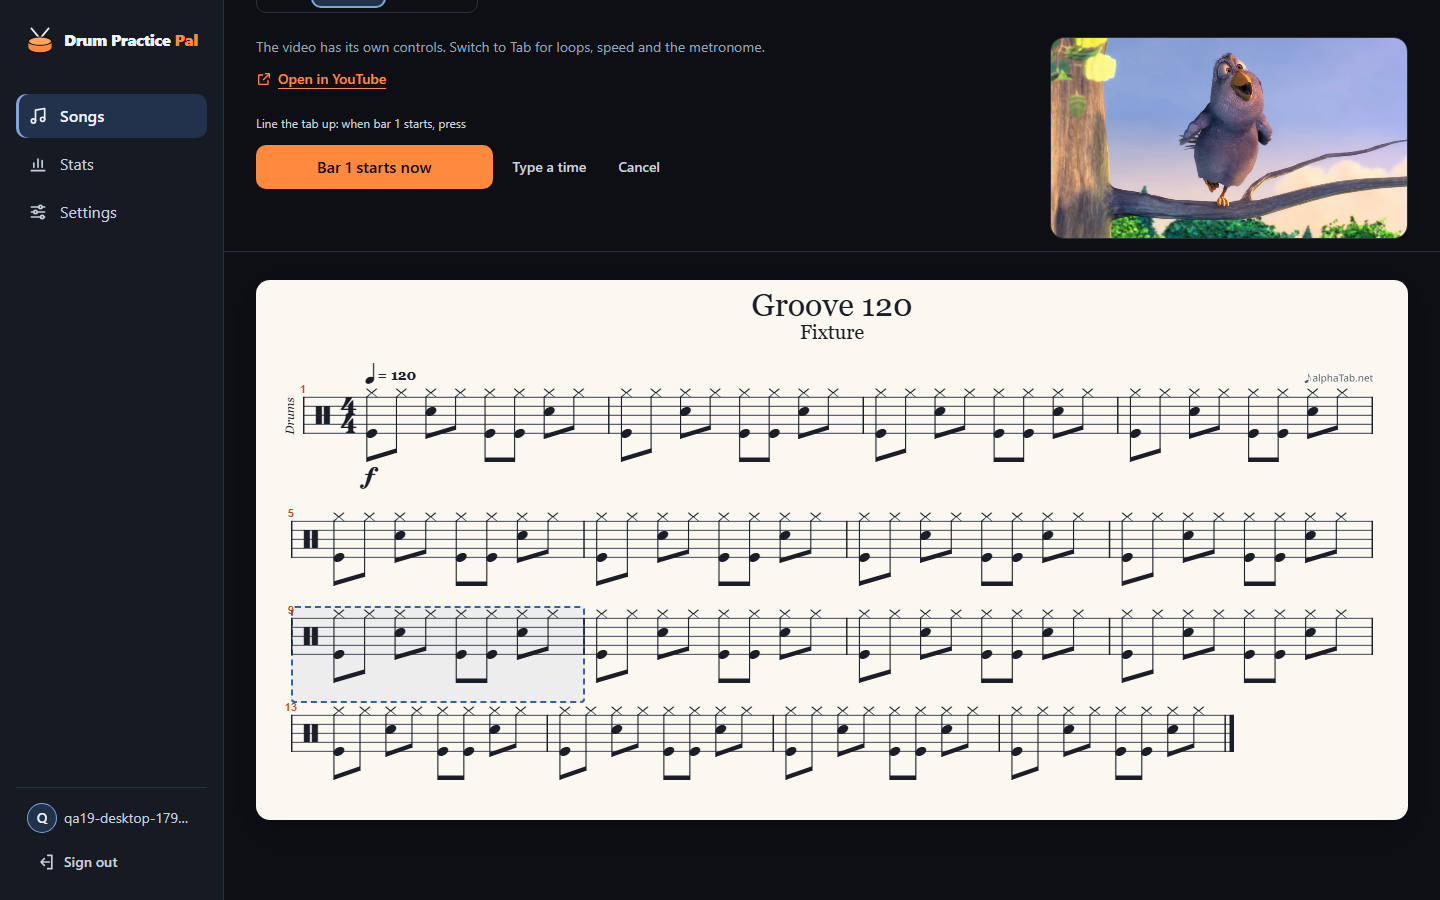 Drum Practice Pal
Songs
Stats
Settings
qa19-desktop-179...
Q
Sign out
The video has its own controls. Switch to Tab for loops, speed and the metronome.
Open in YouTube
Line the tab up: when bar 1 starts, press
Bar 1 starts now
Type a time
Cancel
Groove 120
Fixture
= 120
alphaTab.net
1
Drums
4
4
f
5
9
13